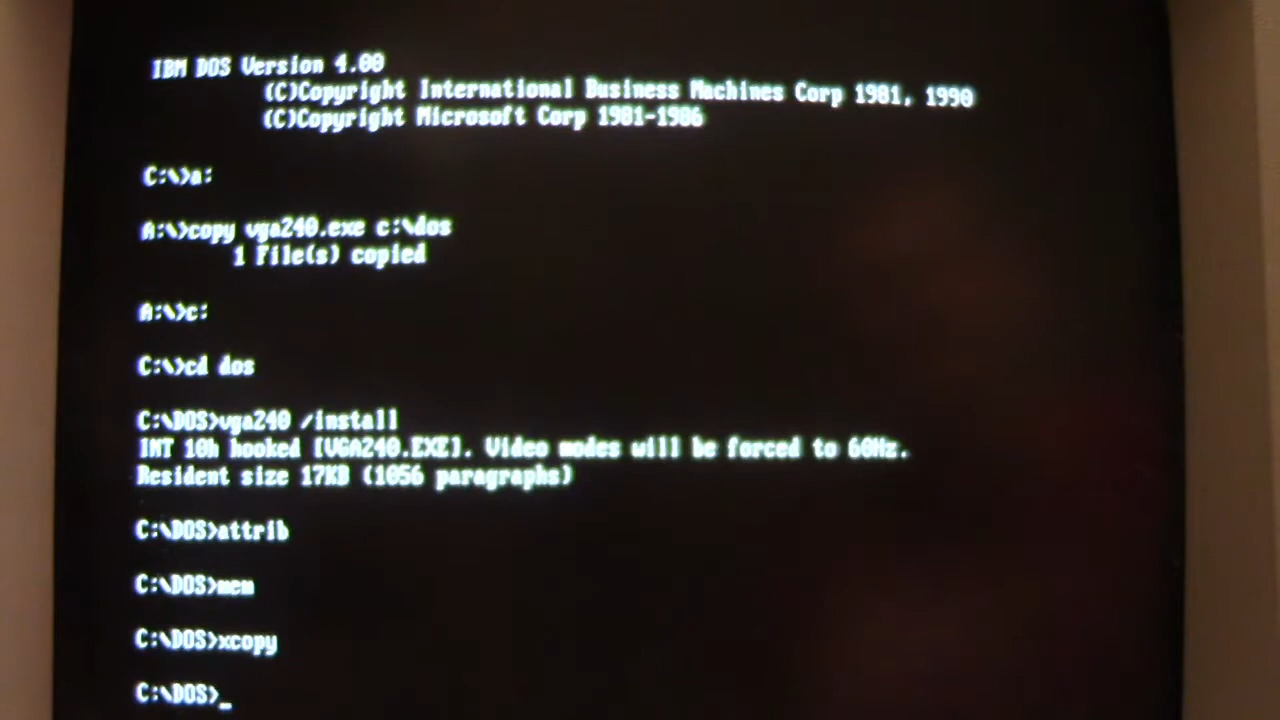 IBM DOS Version 4.00
(C)Copyright International Business Machines Corp 1981, 1990
(C)Copyright Microsoft Corp 1981-1986
C:\>a:
A:\>copy vga240.exe c:\dos
1 File(s) copied
A:\>c:
C:\>cd dos
C:\DOS>vga240 /install
INT 10h hooked [VGA240.EXE]. Video modes will be forced to 60Hz.
Resident size 17KB (1056 paragraphs)
C:\DOS>attrib
C:\DOS>mem
C:\DOS>xcopy
C:\DOS>_